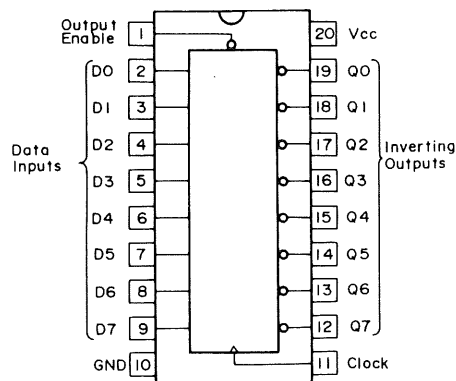 Output
Enable 1 20 Vcc
D0 2 19 Q0
D1 3 18 Q1
D2 4 17 Q2
Data
Inputs
Inverting
Outputs
D3 5 16 Q3
D4 6 15 Q4
D5 7 14 Q5
D6 8 13 Q6
D7 9 12 Q7
GND 10 11 Clock